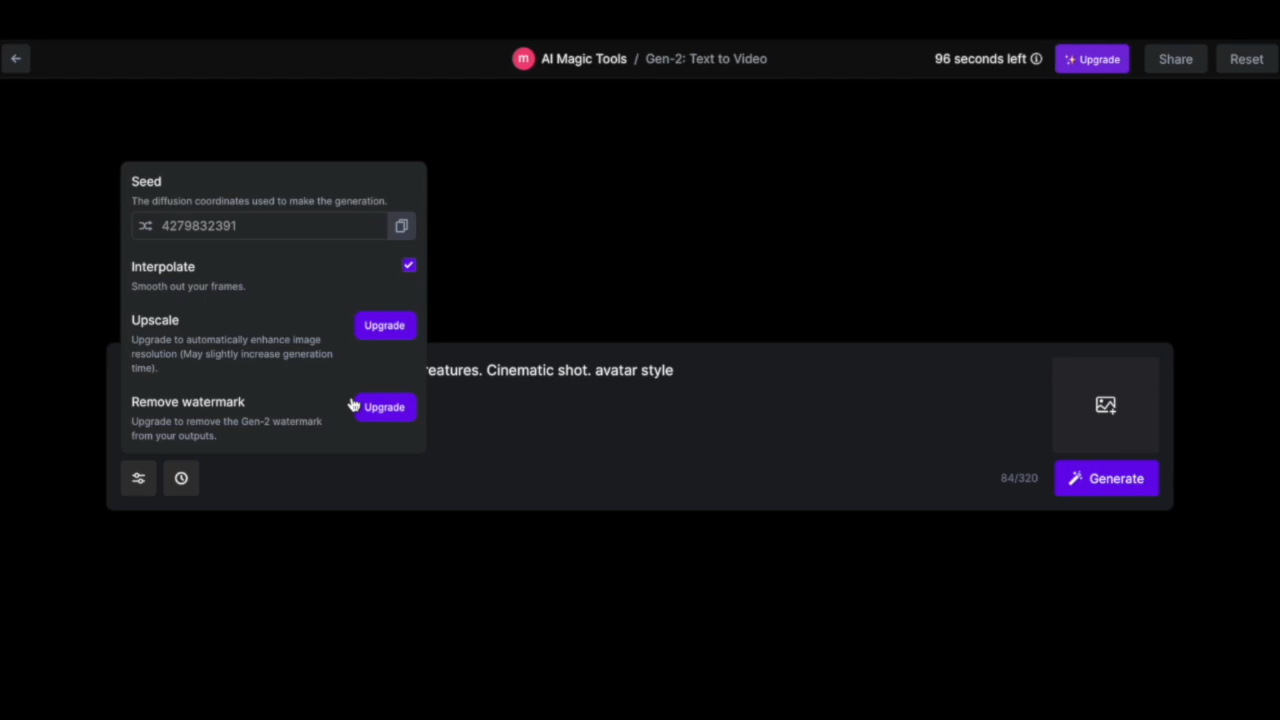 m AI Magic Tools / Gen-2: Text to Video 96 seconds left Upgrade Share Reset
Seed
The diffusion coordinates used to make the generation.
4279832391
Interpolate
Smooth out your frames.
Upscale
Upgrade
Upgrade to automatically enhance image
resolution (May slightly increase generation
time).
reatures. Cinematic shot. avatar style
Remove watermark
Upgrade
Upgrade to remove the Gen-2 watermark
from your outputs.
84/320
Generate